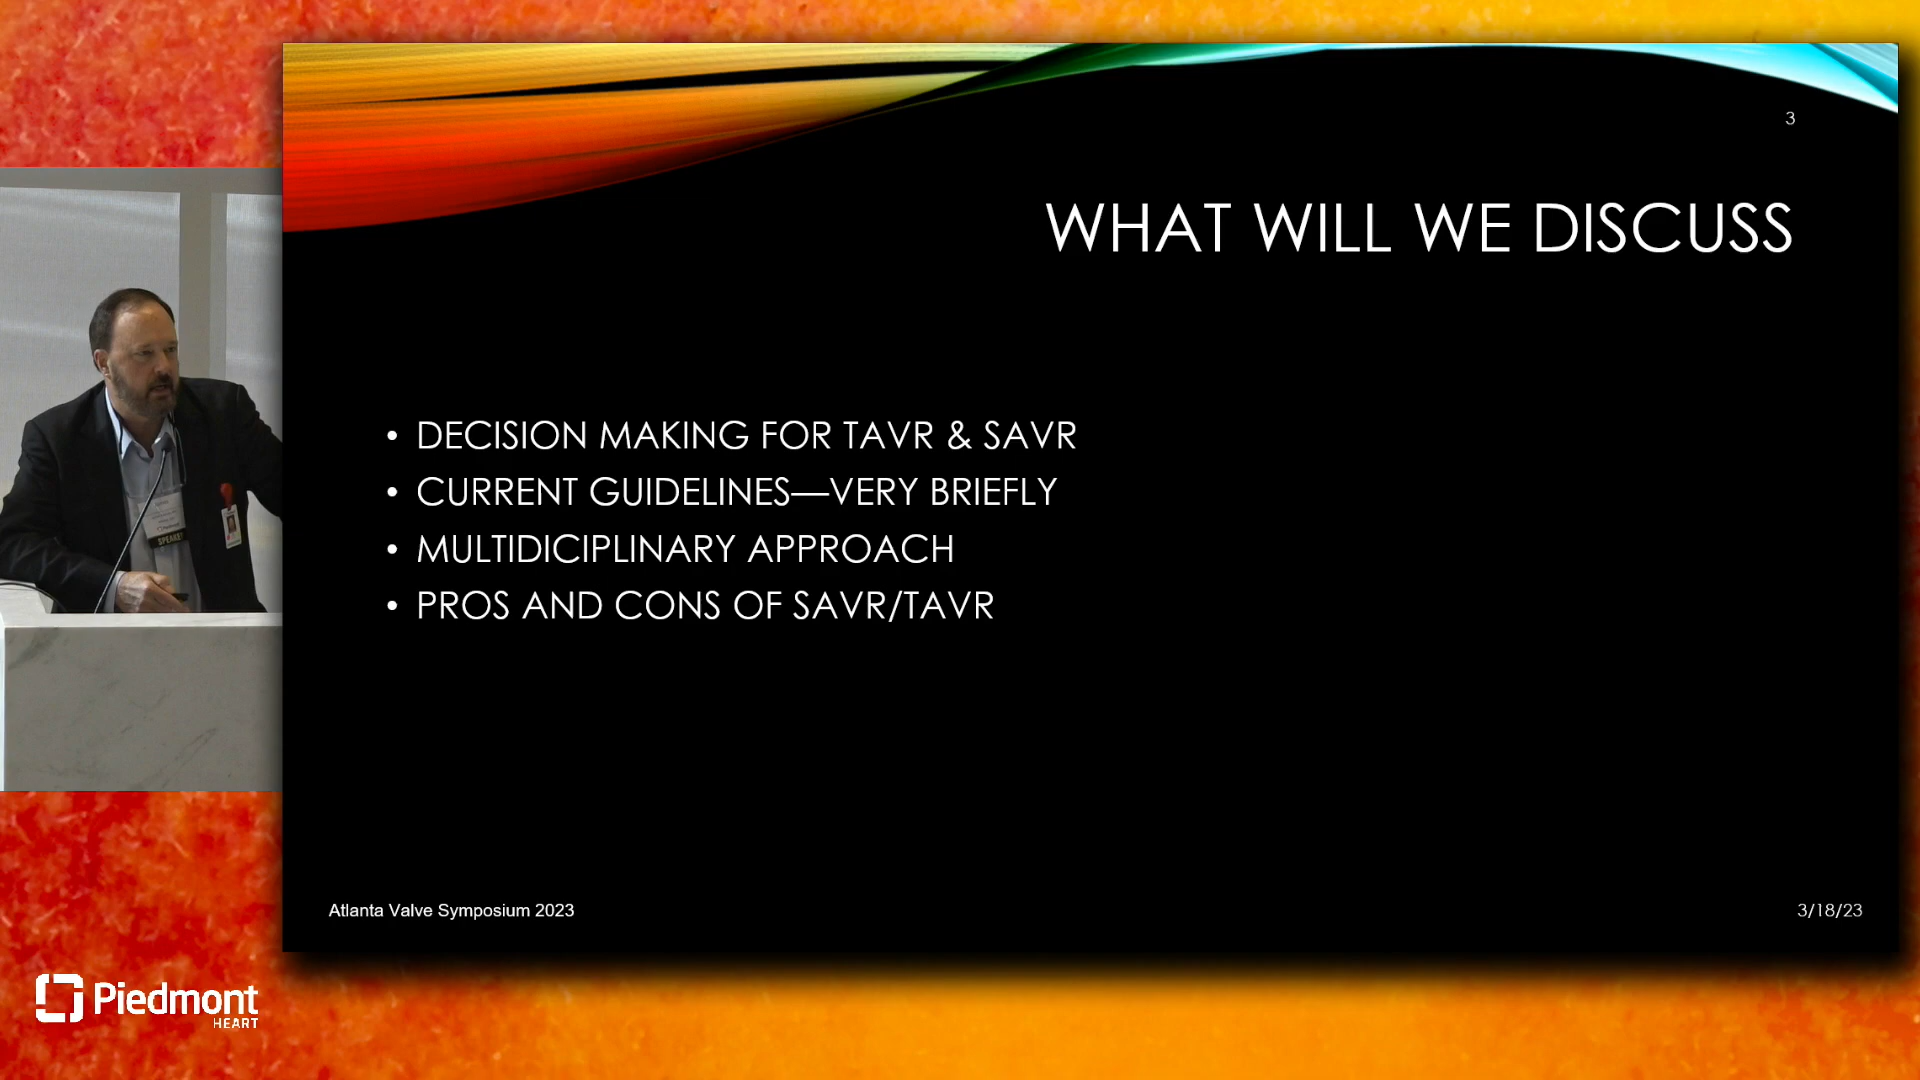 3
WHAT WILL WE DISCUSS
• DECISION MAKING FOR TAVR & SAVR
• CURRENT GUIDELINES—VERY BRIEFLY
• MULTIDICIPLINARY APPROACH
• PROS AND CONS OF SAVR/TAVR
Atlanta Valve Symposium 2023
3/18/23
SPEAKER
Piedmont
HEART